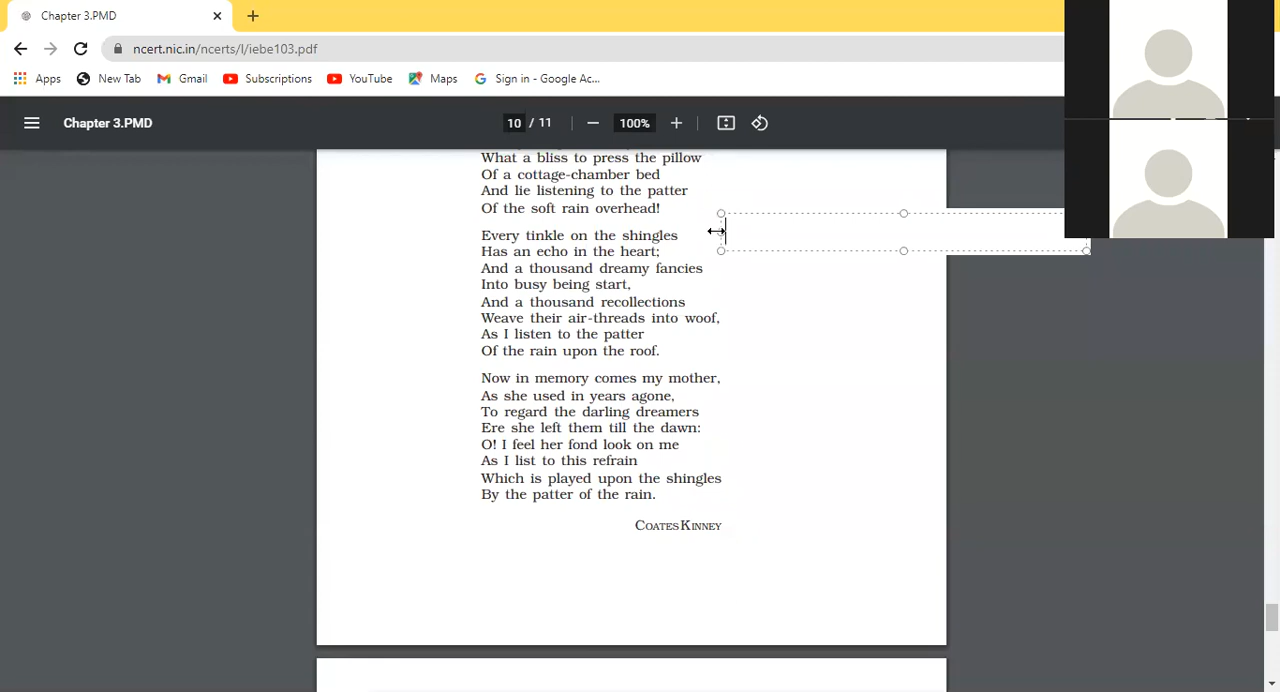 Chapter 3.PMD
ncert.nic.in/ncerts/l/iebe103.pdf
Apps New Tab Gmail Subscriptions YouTube Maps Sign in - Google Ac...
Chapter 3.PMD 10 / 11 100%
What a bliss to press the pillow
Of a cottage-chamber bed
And lie listening to the patter
Of the soft rain overhead!
Every tinkle on the shingles
Has an echo in the heart;
And a thousand dreamy fancies
Into busy being start,
And a thousand recollections
Weave their air-threads into woof,
As I listen to the patter
Of the rain upon the roof.
Now in memory comes my mother,
As she used in years agone,
To regard the darling dreamers
Ere she left them till the dawn:
O! I feel her fond look on me
As I list to this refrain
Which is played upon the shingles
By the patter of the rain.
COATES KINNEY